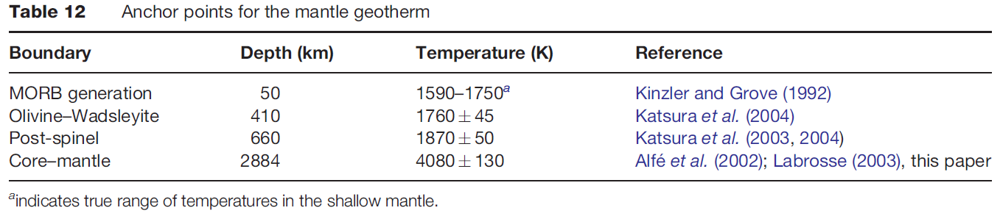 Table 12 Anchor points for the mantle geotherm
Boundary Depth (km) Temperature (K) Reference
MORB generation 50 1590–1750a Kinzler and Grove (1992)
Olivine–Wadsleyite 410 1760 ± 45 Katsura et al. (2004)
Post-spinel 660 1870 ± 50 Katsura et al. (2003, 2004)
Core–mantle 2884 4080 ± 130 Alfé et al. (2002); Labrosse (2003), this paper
aindicates true range of temperatures in the shallow mantle.